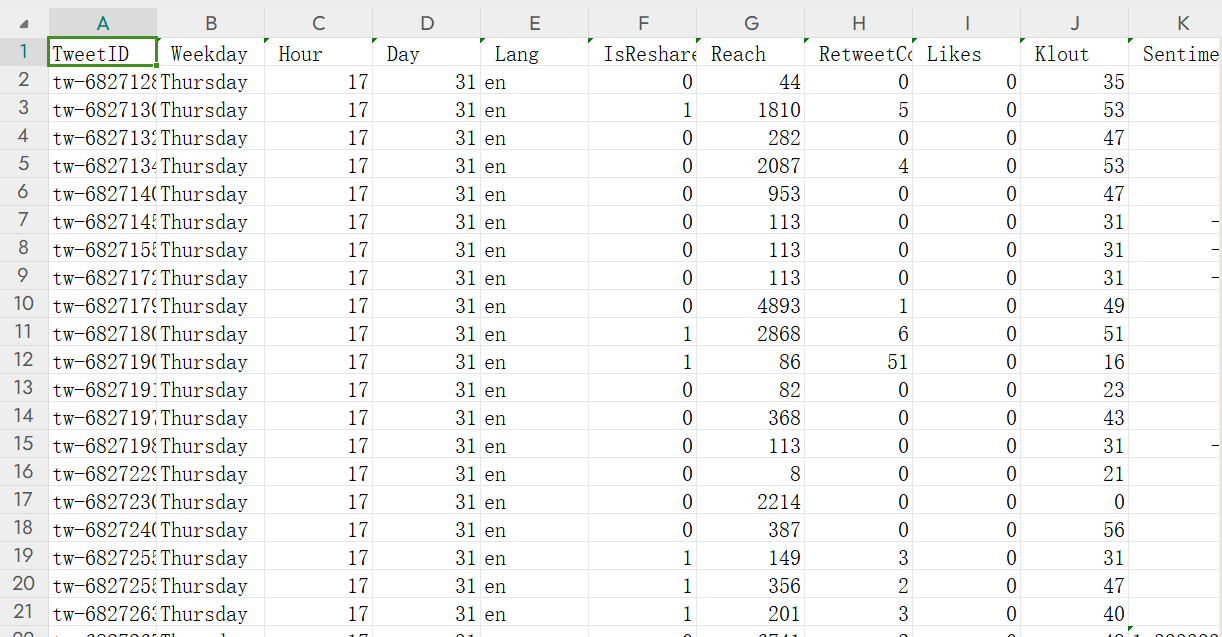 A B C D E F G H I J K
1 TweetID Weekday Hour Day Lang IsReshare Reach RetweetCo Likes Klout Sentime
2 tw-682712 Thursday 17 31 en 0 44 0 0 35
3 tw-682713 Thursday 17 31 en 1 1810 5 0 53
4 tw-682713 Thursday 17 31 en 0 282 0 0 47
5 tw-682713 Thursday 17 31 en 0 2087 4 0 53
6 tw-682714 Thursday 17 31 en 0 953 0 0 47
7 tw-682714 Thursday 17 31 en 0 113 0 0 31 -
8 tw-682715 Thursday 17 31 en 0 113 0 0 31 -
9 tw-682717 Thursday 17 31 en 0 113 0 0 31 -
10 tw-682717 Thursday 17 31 en 0 4893 1 0 49
11 tw-682718 Thursday 17 31 en 1 2868 6 0 51
12 tw-682719 Thursday 17 31 en 1 86 51 0 16
13 tw-682719 Thursday 17 31 en 0 82 0 0 23
14 tw-682719 Thursday 17 31 en 0 368 0 0 43
15 tw-682719 Thursday 17 31 en 0 113 0 0 31 -
16 tw-682722 Thursday 17 31 en 0 8 0 0 21
17 tw-682723 Thursday 17 31 en 0 2214 0 0 0
18 tw-682724 Thursday 17 31 en 0 387 0 0 56
19 tw-682725 Thursday 17 31 en 1 149 3 0 31
20 tw-682725 Thursday 17 31 en 1 356 2 0 47
21 tw-682726 Thursday 17 31 en 1 201 3 0 40